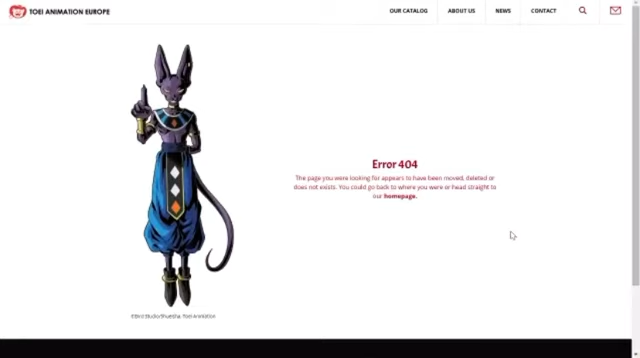 TOEI ANIMATION EUROPE
OUR CATALOG
ABOUT US
NEWS
CONTACT
Error 404
The page you were looking for appears to have been moved, deleted or
does not exists. You could go back to where you were or head straight to
our homepage.
©Bird Studio/Shueisha, Toei Animation